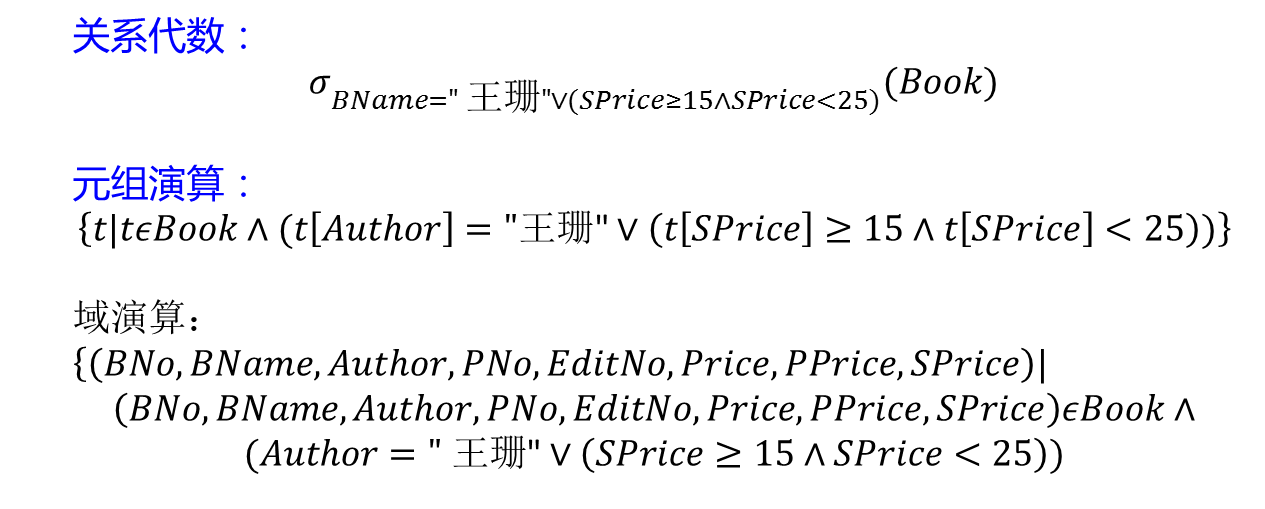 关系代数：
σ_{BName=" 王珊"∨(SPrice≥15∧SPrice<25)}(Book)
元组演算：
{t|tϵBook ∧ (t[Author] = "王珊" ∨ (t[SPrice] ≥ 15 ∧ t[SPrice] < 25))}
域演算：
{(BNo, BName, Author, PNo, EditNo, Price, PPrice, SPrice)|
(BNo, BName, Author, PNo, EditNo, Price, PPrice, SPrice)ϵBook ∧
(Author = " 王珊" ∨ (SPrice ≥ 15 ∧ SPrice < 25))